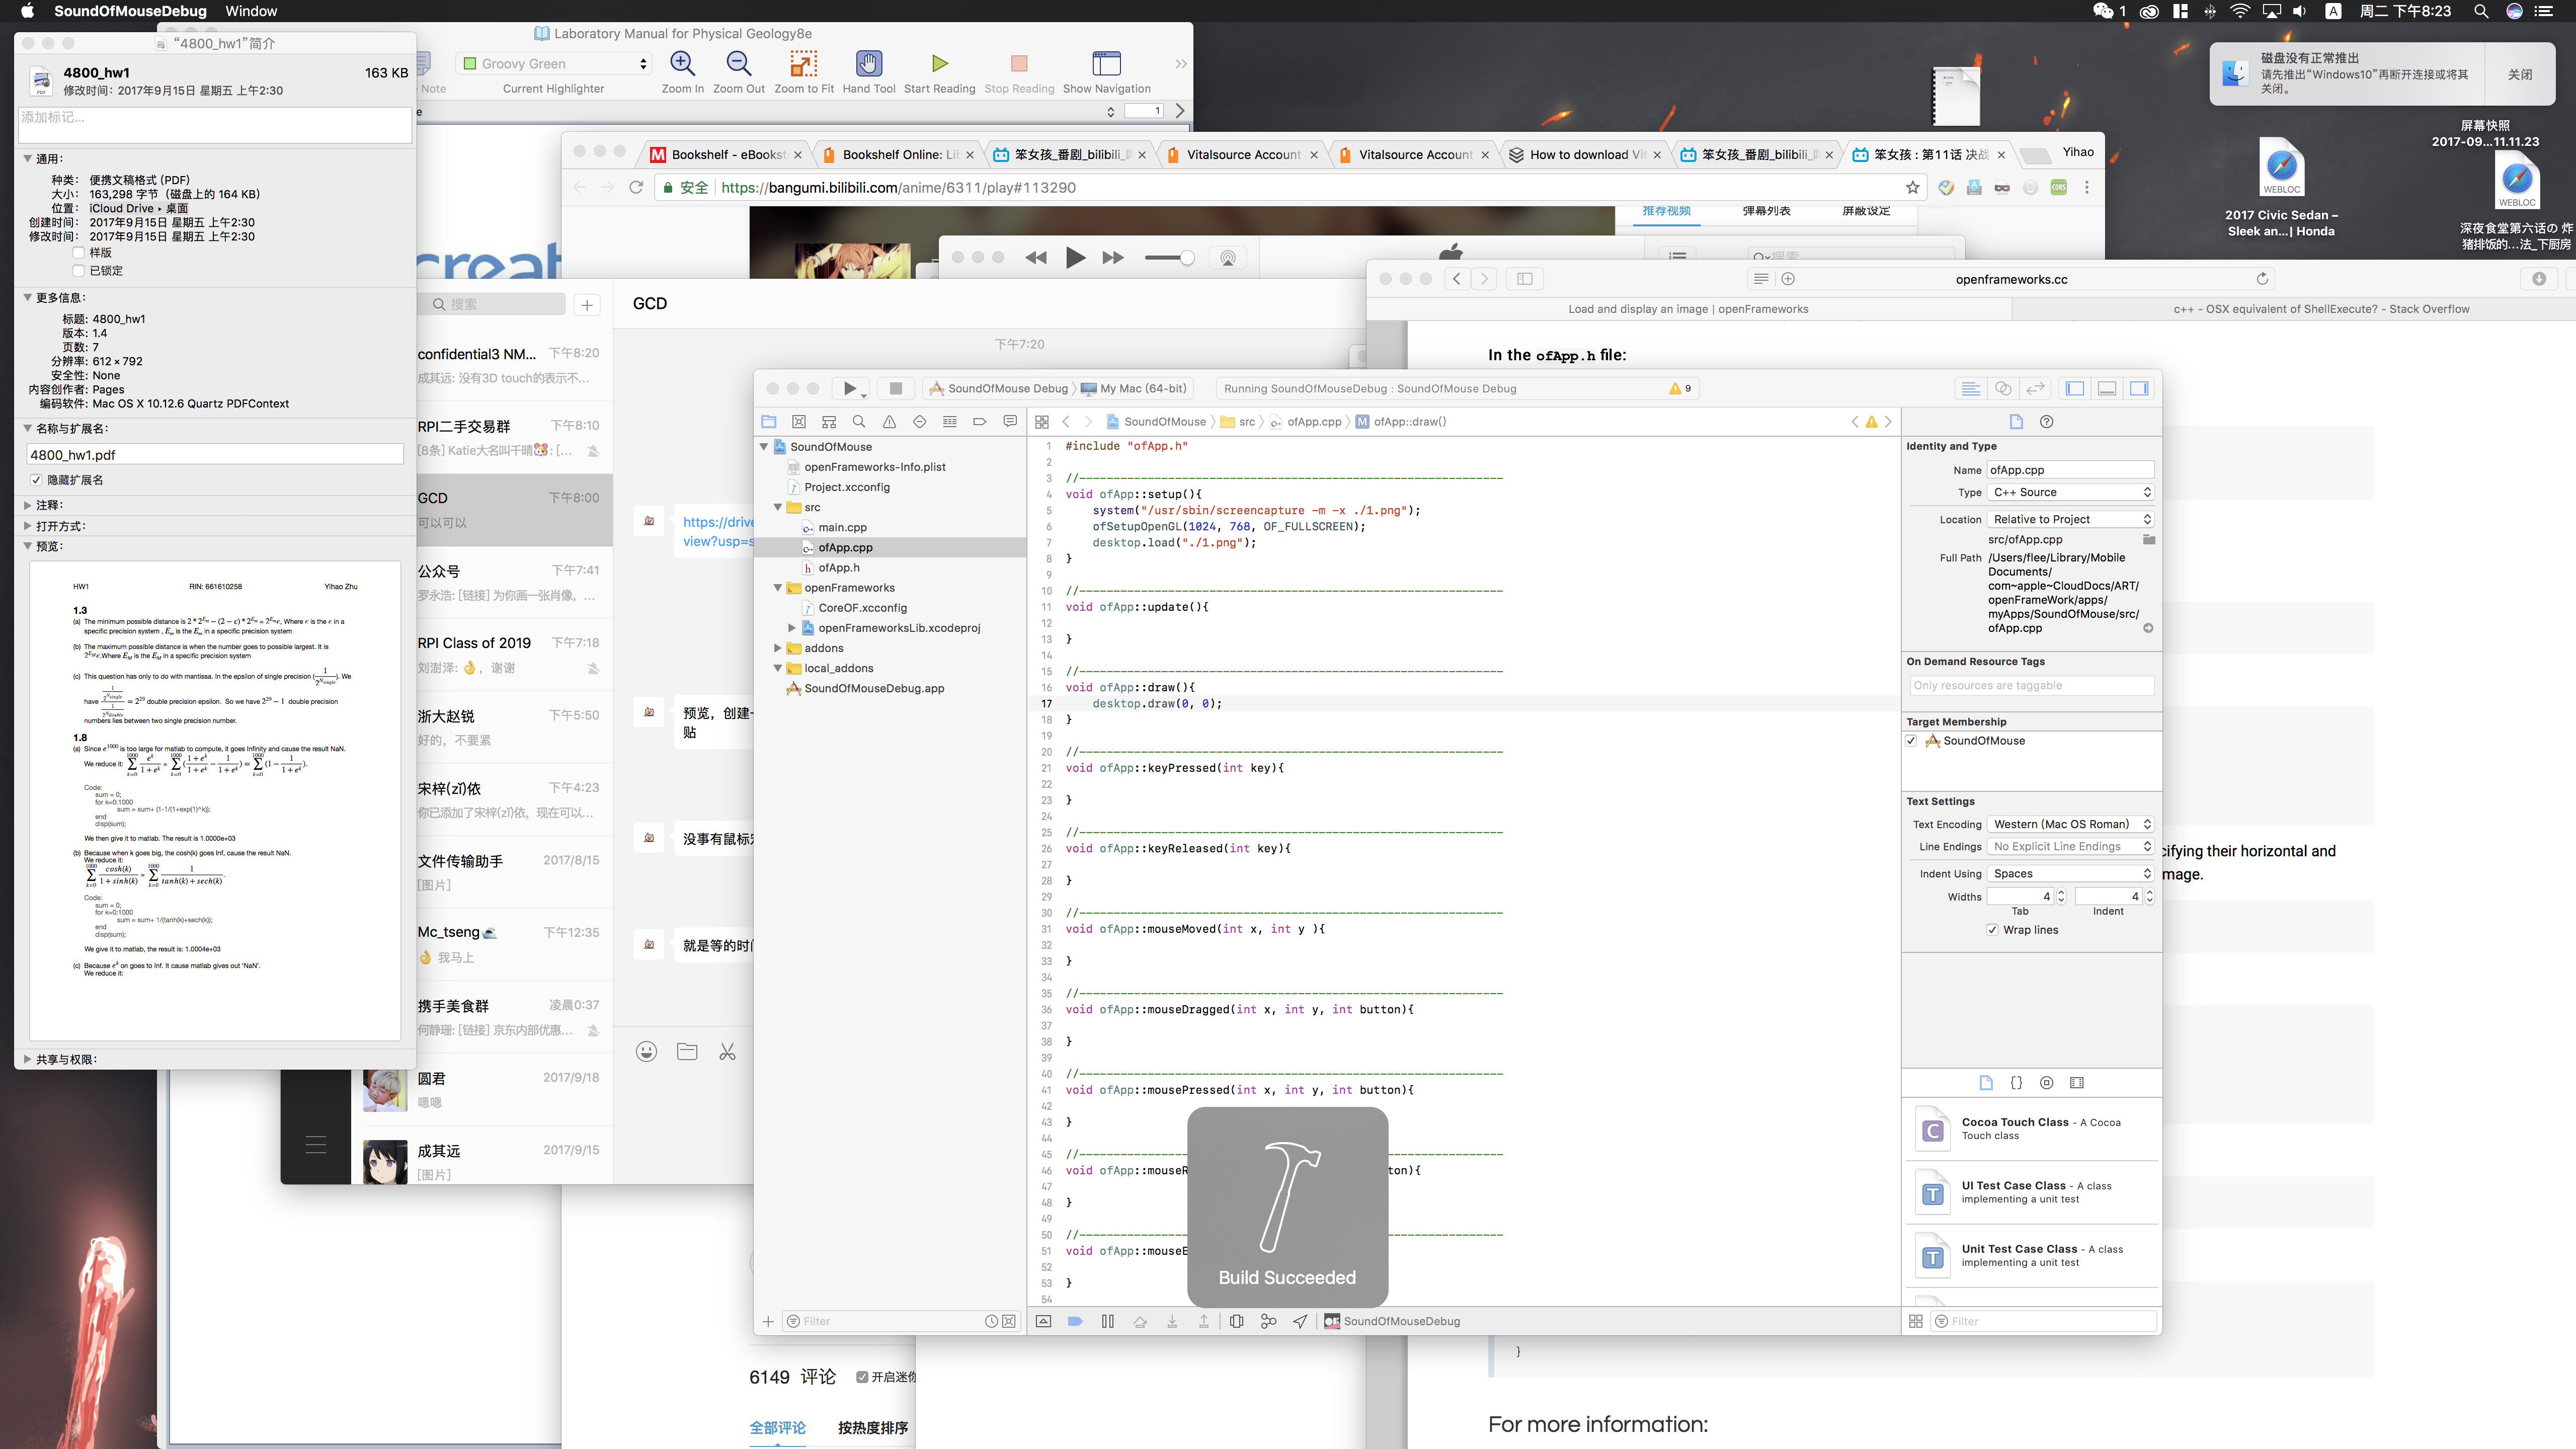 SoundOfMouseDebug Window
1 A 周二 下午8:23
“4800_hw1”简介
4800_hw1 163 KB
修改时间：2017年9月15日 星期五 上午2:30
添加标记...
通用:
种类： 便携文稿格式 (PDF)
大小： 163,298 字节（磁盘上的 164 KB）
位置： iCloud Drive ▸ 桌面
创建时间： 2017年9月15日 星期五 上午2:30
修改时间： 2017年9月15日 星期五 上午2:30
样版
已锁定
更多信息:
标题: 4800_hw1
版本: 1.4
页数: 7
分辨率: 612 × 792
安全性: None
内容创作者: Pages
编码软件: Mac OS X 10.12.6 Quartz PDFContext
名称与扩展名:
4800_hw1.pdf
隐藏扩展名
注释:
打开方式:
预览:
HW1 RIN: 661610258 Yihao Zhu
1.3
(c) This question has only to do with mantissa. In the epsilon of single precision
numbers lies between two single precision number.
1.8
Code:
sum = 0;
for k=0:1000
sum = sum+ (1-1/(1+exp(1)^k));
end
disp(sum);
We then give it to matlab. The result is 1.0000e+03
(b) Because when k goes big, the cosh(k) goes Inf, cause the result NaN.
We reduce it:
Code:
sum = 0;
for k=0:1000
sum = sum+ 1/(tanh(k)+sech(k));
end
disp(sum);
We give it to matlab, the result is: 1.0004e+03
(c) Because e^k on goes to Inf. It cause matlab gives out 'NaN'.
We reduce it:
共享与权限:
Laboratory Manual for Physical Geology8e
Note Groovy Green
Current Highlighter Zoom In Zoom Out Zoom to Fit Hand Tool Start Reading Stop Reading Show Navigation
1
creat
Bookshelf - eBookst Bookshelf Online: Lib 笨女孩_番剧_bilibili_ Vitalsource Account Vitalsource Account How to download Vit 笨女孩_番剧_bilibili_ 笨女孩 : 第11话 决战 Yihao
安全 https://bangumi.bilibili.com/anime/6311/play#113290
推荐视频 弹幕列表 屏蔽设定
搜索
6149 评论 开启迷你
全部评论 按热度排序
搜索
confidential3 NM... 下午8:20
成其远: 没有3D touch的表示不...
RPI二手交易群 下午8:10
[8条] Katie大名叫千晴🐹: [...
GCD 下午8:00
可以可以
公众号 下午7:41
罗永浩: [链接] 为你画一张肖像，...
RPI Class of 2019 下午7:18
刘澍泽: 👌，谢谢
浙大赵锐 下午5:50
好的，不要紧
宋梓(zǐ)依 下午4:23
你已添加了宋梓(zǐ)依，现在可以...
文件传输助手 2017/8/15
[图片]
Mc_tseng 下午12:35
👌 我马上
携手美食群 凌晨0:37
何静珊: [链接] 京东内部优惠...
圆君 2017/9/18
嗯嗯
成其远 2017/9/15
[图片]
GCD
下午7:20
https://drive
view?usp=s
预览，创建
贴
没事有鼠标
就是等的时
openframeworks.cc
Load and display an image | openFrameworks
c++ - OSX equivalent of ShellExecute? - Stack Overflow
In the ofApp.h file:
cifying their horizontal and
mage.
}
For more information:
SoundOfMouse Debug My Mac (64-bit)
Running SoundOfMouseDebug : SoundOfMouse Debug 9
SoundOfMouse
openFrameworks-Info.plist
Project.xcconfig
src
main.cpp
ofApp.cpp
ofApp.h
openFrameworks
CoreOF.xcconfig
openFrameworksLib.xcodeproj
addons
local_addons
SoundOfMouseDebug.app
Filter
SoundOfMouse src ofApp.cpp M ofApp::draw()
1 #include "ofApp.h"
2
3 //--------------------------------------------------------------
4 void ofApp::setup(){
5 system("/usr/sbin/screencapture -m -x ./1.png");
6 ofSetupOpenGL(1024, 768, OF_FULLSCREEN);
7 desktop.load("./1.png");
8 }
9
10 //--------------------------------------------------------------
11 void ofApp::update(){
12
13 }
14
15 //--------------------------------------------------------------
16 void ofApp::draw(){
17 desktop.draw(0, 0);
18 }
19
20 //--------------------------------------------------------------
21 void ofApp::keyPressed(int key){
22
23 }
24
25 //--------------------------------------------------------------
26 void ofApp::keyReleased(int key){
27
28 }
29
30 //--------------------------------------------------------------
31 void ofApp::mouseMoved(int x, int y ){
32
33 }
34
35 //--------------------------------------------------------------
36 void ofApp::mouseDragged(int x, int y, int button){
37
38 }
39
40 //--------------------------------------------------------------
41 void ofApp::mousePressed(int x, int y, int button){
42
43 }
44
45 //--------------------------------------------------------------
46 void ofApp::mouseR ton){
47
48 }
49
50 //--------------------------------------------------------------
51 void ofApp::mouseE
52
53 }
54
Build Succeeded
SoundOfMouseDebug
Identity and Type
Name ofApp.cpp
Type C++ Source
Location Relative to Project
src/ofApp.cpp
Full Path /Users/flee/Library/Mobile
Documents/
com~apple~CloudDocs/ART/
openFrameWork/apps/
myApps/SoundOfMouse/src/
ofApp.cpp
On Demand Resource Tags
Only resources are taggable
Target Membership
SoundOfMouse
Text Settings
Text Encoding Western (Mac OS Roman)
Line Endings No Explicit Line Endings
Indent Using Spaces
Widths 4 4
Tab Indent
Wrap lines
Cocoa Touch Class - A Cocoa
Touch class
UI Test Case Class - A class
implementing a unit test
Unit Test Case Class - A class
implementing a unit test
Filter
磁盘没有正常推出
请先推出“Windows10”再断开连接或将其
关闭。
关闭
屏幕快照
2017-09...11.11.23
WEBLOC
2017 Civic Sedan –
Sleek an...| Honda
WEBLOC
深夜食堂第六话の 炸
猪排饭的...法_下厨房